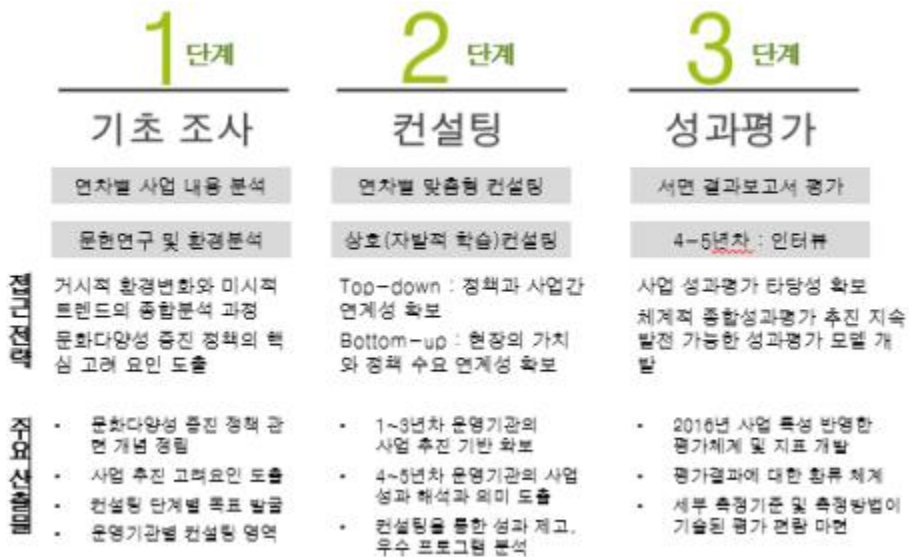 1 단계
기초 조사
연차별 사업 내용 분석
문헌연구 및 환경분석
2 단계
컨설팅
연차별 맞춤형 컨설팅
상호(자발적 학습)컨설팅
3 단계
성과평가
서면 결과보고서 평가
4-5년차 : 인터뷰
접근 전략
거시적 환경변화와 미시적
트렌드의 종합분석 과정
문화다양성 증진 정책의 핵
심 고려 요인 도출
Top-down : 정책과 사업간
연계성 확보
Bottom-up : 현장의 가치
와 정책 수요 연계성 확보
사업 성과평가 타당성 확보
체계적 종합성과평가 추진 지속
발전 가능한 성과평가 모델 개
발
주요 산출물
• 문화다양성 증진 정책 관
련 개념 정립
• 사업 추진 고려요인 도출
• 컨설팅 단계별 목표 발굴
• 운영기관별 컨설팅 영역
• 1~3년차 운영기관의
사업 추진 기반 확보
• 4~5년차 운영기관의 사업
성과 해석과 의미 도출
• 컨설팅을 통한 성과 제고,
우수 프로그램 분석
• 2016년 사업 특성 반영한
평가체계 및 지표 개발
• 평가결과에 대한 환류 체계
• 세부 측정기준 및 측정방법이
기술된 평가 편람 마련